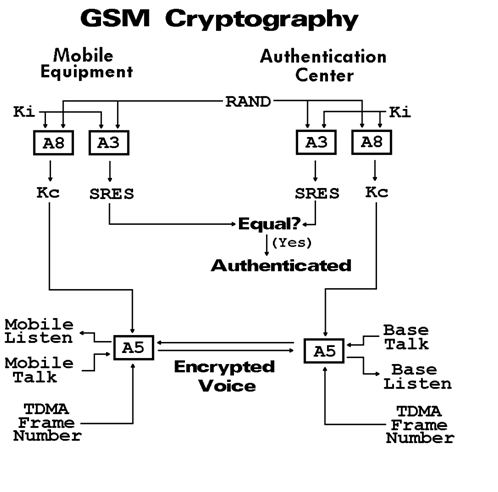 GSM Cryptography
Mobile
Equipment
Authentication
Center
RAND
Ki
Ki
A8
A3
A3
A8
Kc
SRES
SRES
Kc
Equal?
(Yes)
Authenticated
Mobile
Listen
Mobile
Talk
A5
Encrypted
Voice
A5
Base
Talk
Base
Listen
TDMA
Frame
Number
TDMA
Frame
Number